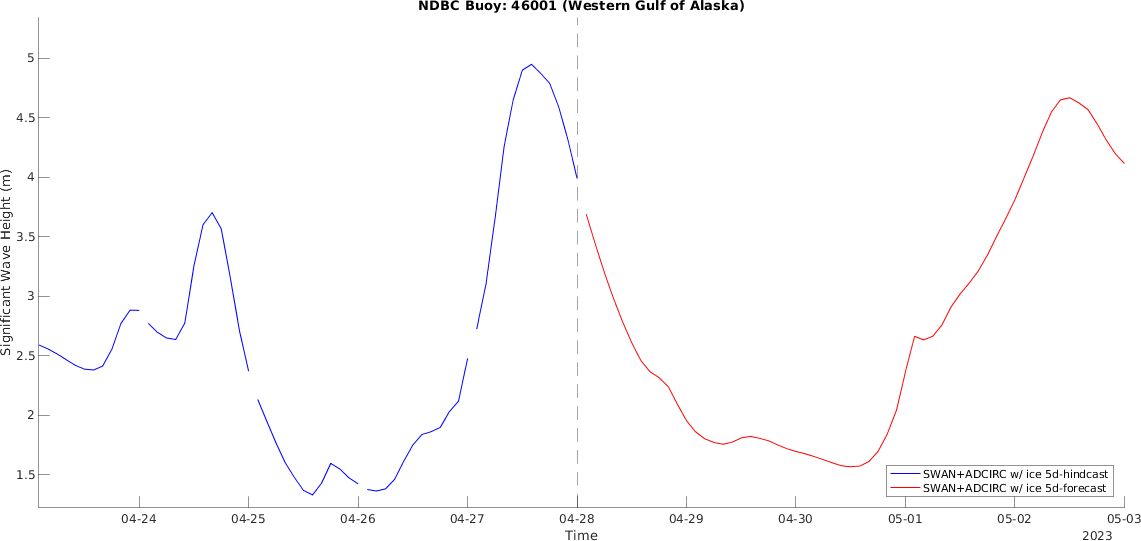 NDBC Buoy: 46001 (Western Gulf of Alaska)
Significant Wave Height (m)
5
4.5
4
3.5
3
2.5
2
1.5
SWAN+ADCIRC w/ ice 5d-hindcast
SWAN+ADCIRC w/ ice 5d-forecast
04-24 04-25 04-26 04-27 04-28 04-29 04-30 05-01 05-02 05-03
Time
2023